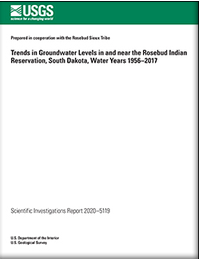 USGS
science for a changing world
Prepared in cooperation with the Rosebud Sioux Tribe
Trends in Groundwater Levels in and near the Rosebud Indian
Reservation, South Dakota, Water Years 1956–2017
Scientific Investigations Report 2020–5119
U.S. Department of the Interior
U.S. Geological Survey